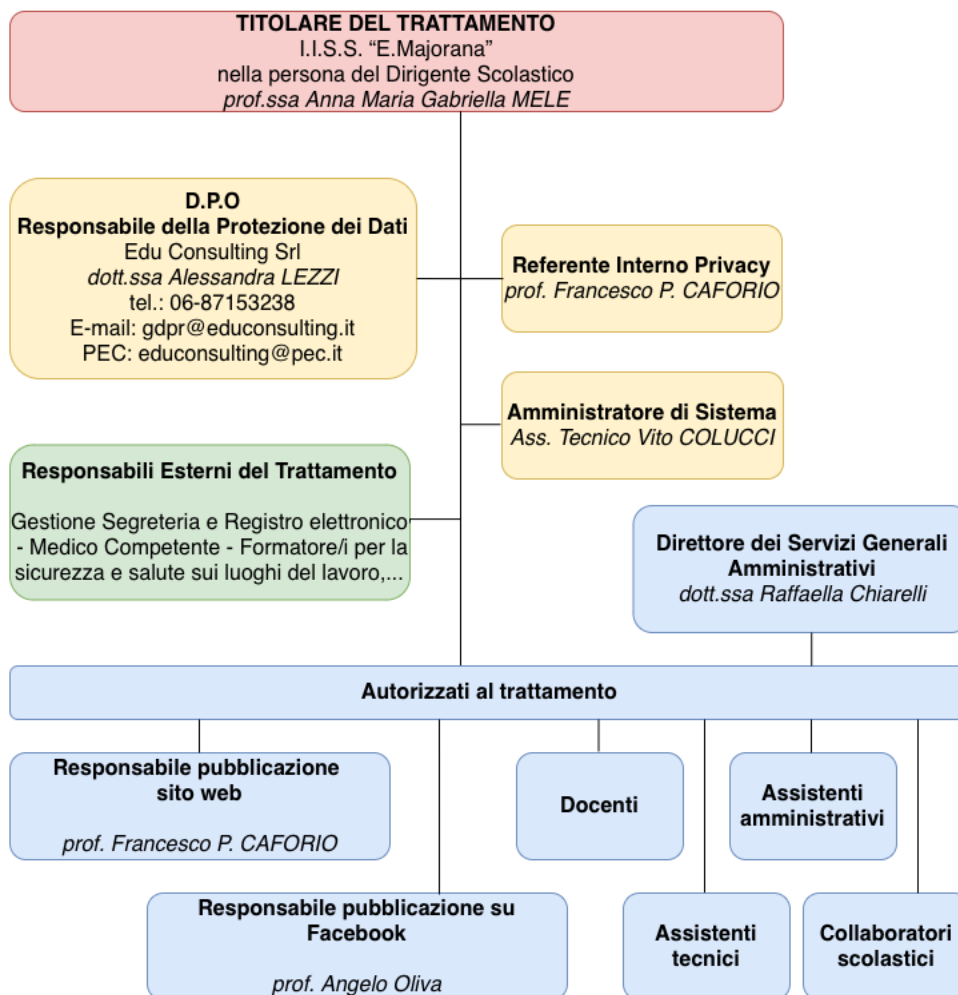 TITOLARE DEL TRATTAMENTO
I.I.S.S. “E.Majorana”
nella persona del Dirigente Scolastico
prof.ssa Anna Maria Gabriella MELE
D.P.O
Responsabile della Protezione dei Dati
Edu Consulting Srl
dott.ssa Alessandra LEZZI
tel.: 06-87153238
E-mail: gdpr@educonsulting.it
PEC: educonsulting@pec.it
Referente Interno Privacy
prof. Francesco P. CAFORIO
Amministratore di Sistema
Ass. Tecnico Vito COLUCCI
Responsabili Esterni del Trattamento
Gestione Segreteria e Registro elettronico
- Medico Competente - Formatore/i per la
sicurezza e salute sui luoghi del lavoro,...
Direttore dei Servizi Generali
Amministrativi
dott.ssa Raffaella Chiarelli
Autorizzati al trattamento
Responsabile pubblicazione
sito web
prof. Francesco P. CAFORIO
Docenti
Assistenti
amministrativi
Responsabile pubblicazione su
Facebook
prof. Angelo Oliva
Assistenti
tecnici
Collaboratori
scolastici